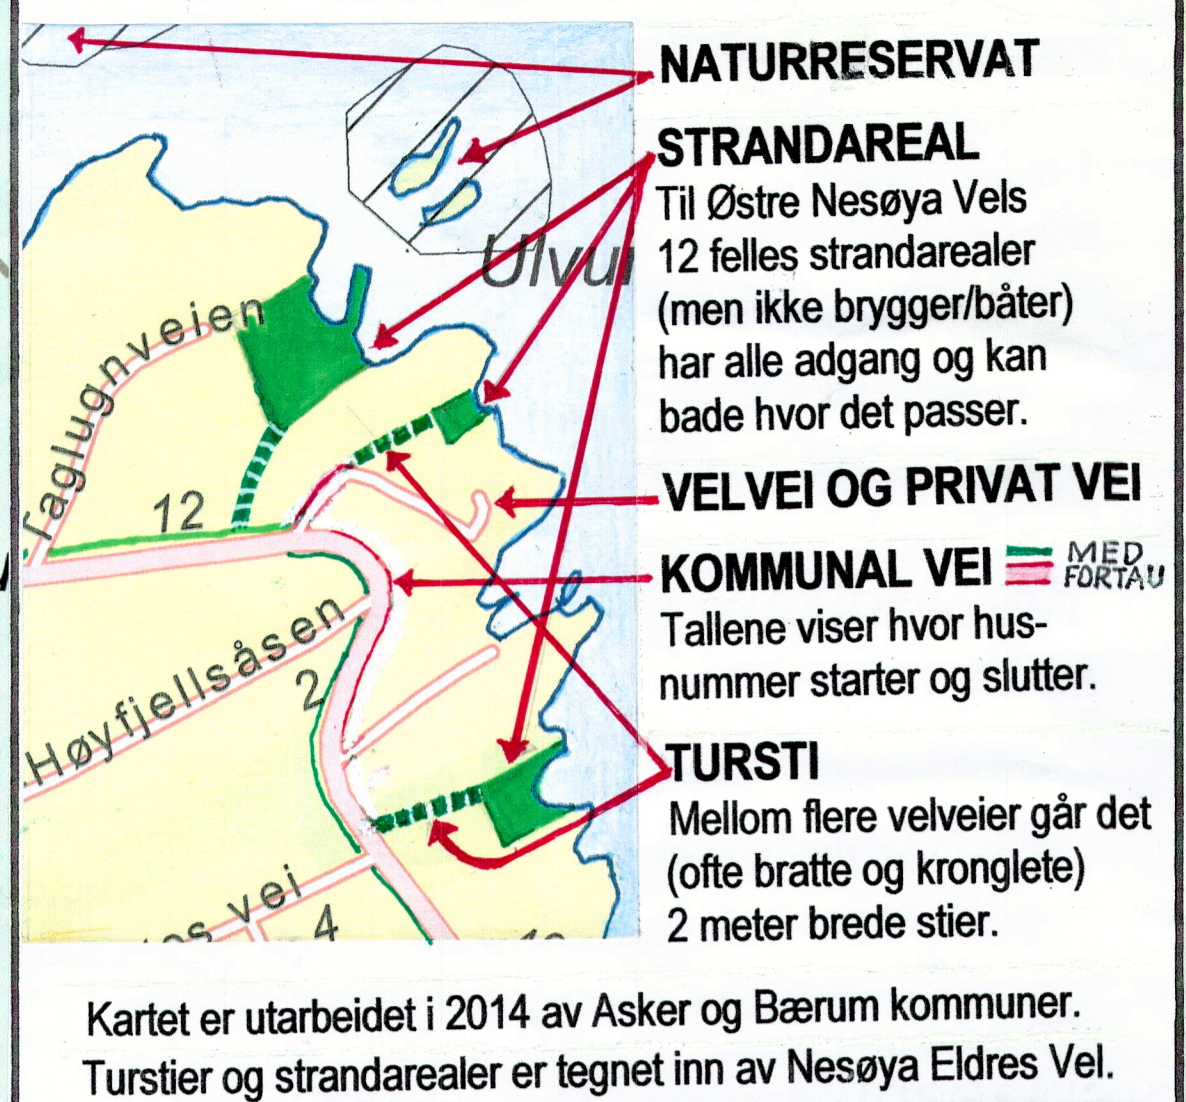 NATURRESERVAT
STRANDAREAL
Til Østre Nesøya Vels
12 felles strandarealer
(men ikke brygger/båter)
har alle adgang og kan
bade hvor det passer.
VELVEI OG PRIVAT VEI
KOMMUNAL VEI MED
FORTAU
Tallene viser hvor hus-
nummer starter og slutter.
TURSTI
Mellom flere velveier går det
(ofte bratte og kronglete)
2 meter brede stier.
Ulvu
Taglugnveien
12
Høyfjellsåsen
2
vei
4
Kartet er utarbeidet i 2014 av Asker og Bærum kommuner.
Turstier og strandarealer er tegnet inn av Nesøya Eldres Vel.